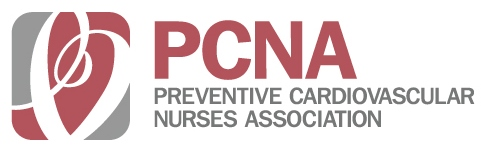 PCNA
PREVENTIVE CARDIOVASCULAR
NURSES ASSOCIATION